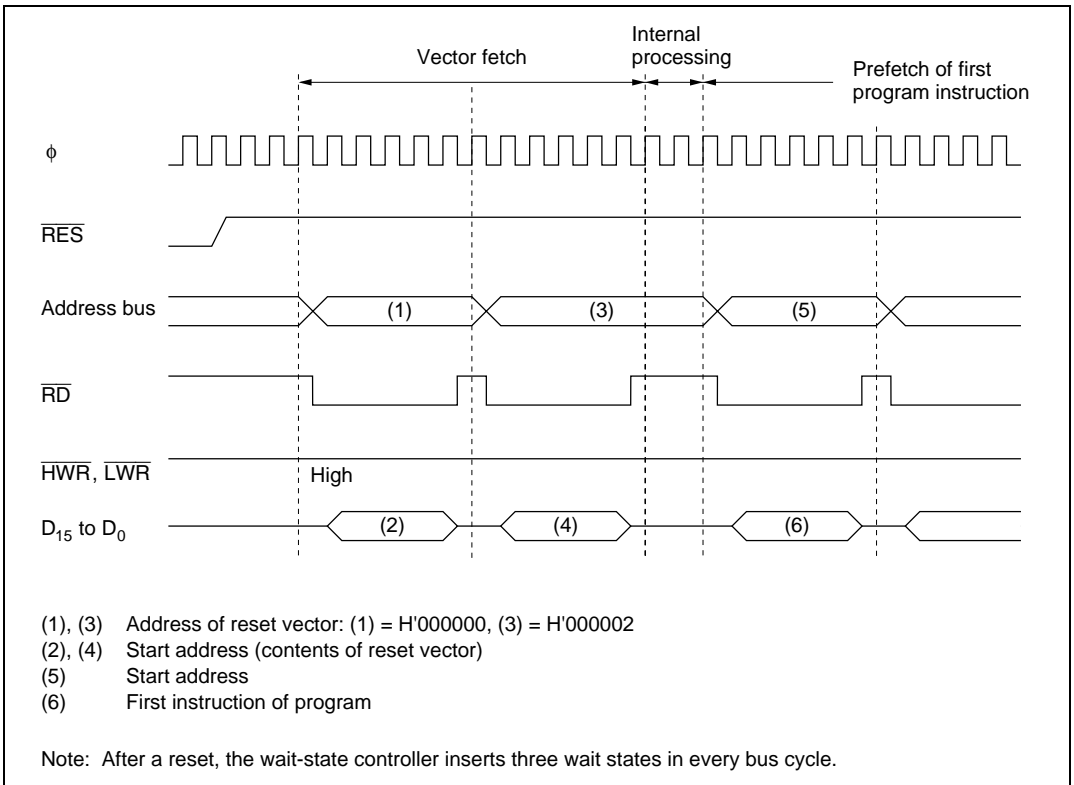 Internal
processing
Vector fetch
Prefetch of first
program instruction
φ
RES
Address bus
(1)
(3)
(5)
RD
HWR, LWR
High
D15 to D0
(2)
(4)
(6)
(1), (3) Address of reset vector: (1) = H'000000, (3) = H'000002
(2), (4) Start address (contents of reset vector)
(5) Start address
(6) First instruction of program
Note: After a reset, the wait-state controller inserts three wait states in every bus cycle.